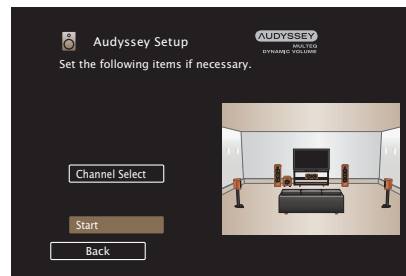 Audyssey Setup
AUDYSSEY
MULTEQ
DYNAMIC VOLUME
Set the following items if necessary.
Channel Select
Start
Back